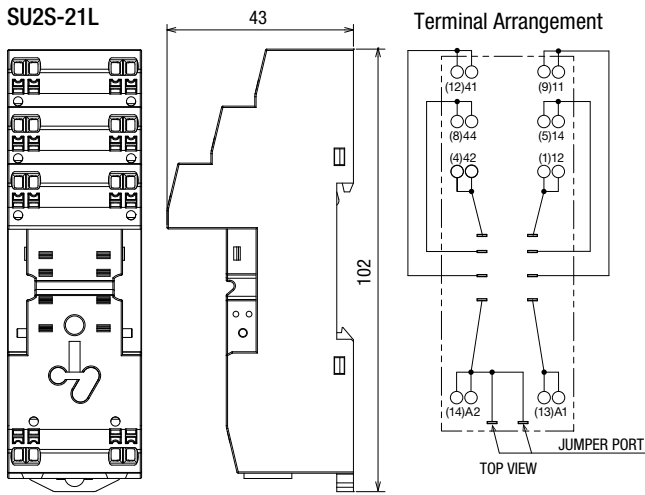 SU2S-21L
43
102
Terminal Arrangement
(12)41
(9)11
(8)44
(5)14
(4)42
(1)12
(14)A2
(13)A1
JUMPER PORT
TOP VIEW